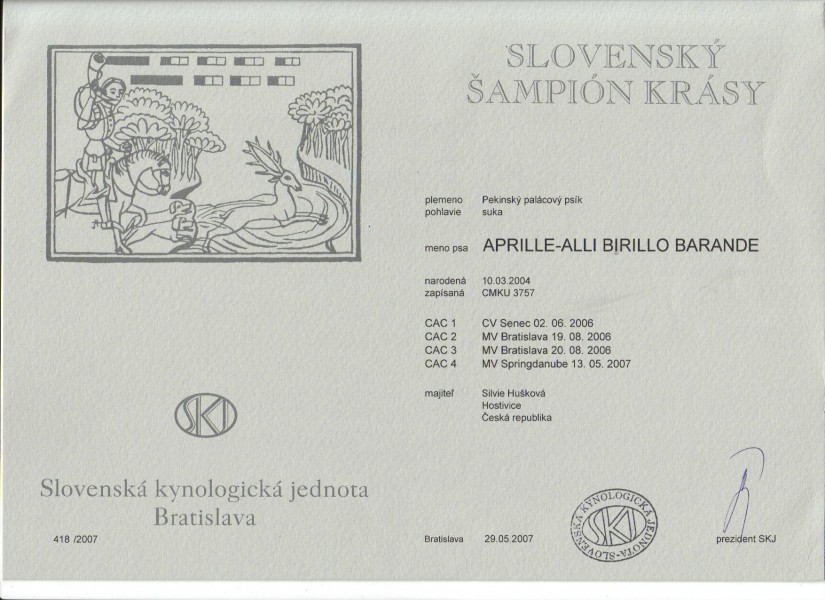 SLOVENSKÝ
ŠAMPIÓN KRÁSY
plemeno Pekinský palácový psík
pohlavie suka
meno psa APRILLE-ALLI BIRILLO BARANDE
narodená 10.03.2004
zapísaná CMKU 3757
CAC 1 CV Senec 02. 06. 2006
CAC 2 MV Bratislava 19. 08. 2006
CAC 3 MV Bratislava 20. 08. 2006
CAC 4 MV Springdanube 13. 05. 2007
majiteľ Silvie Hušková
Hostivice
Česká republika
SKJ
Slovenská kynologická jednota
Bratislava
418 /2007
Bratislava 29.05.2007
SLOVENSKÁ KYNOLOGICKÁ JEDNOTA
SKJ
prezident SKJ